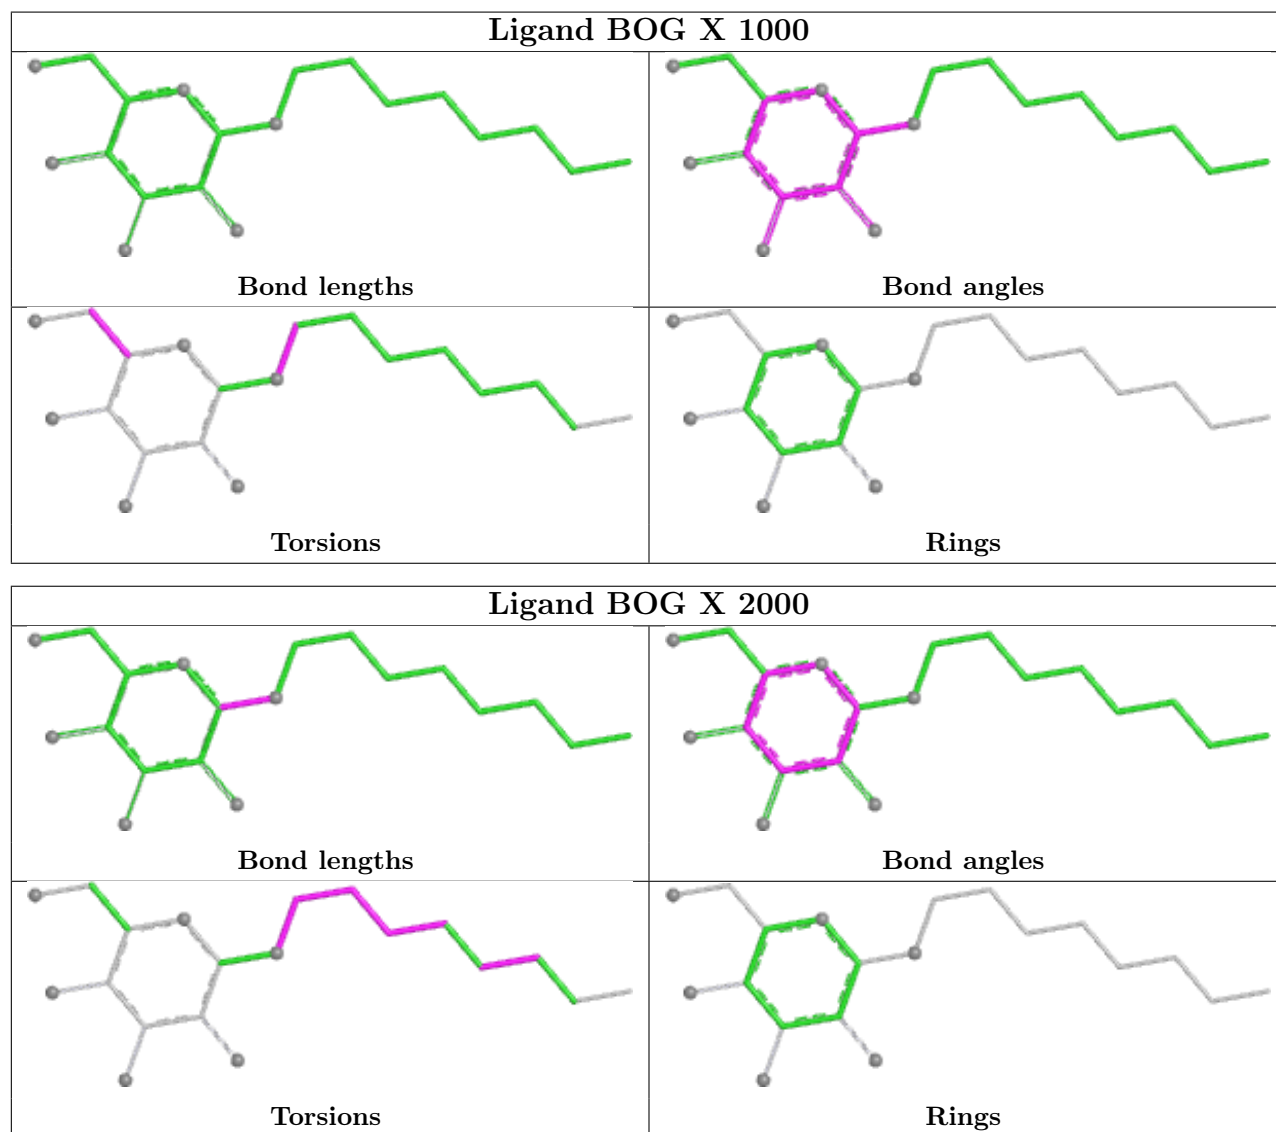 Ligand BOG X 1000
Bond lengths
Bond angles
Torsions
Rings
Ligand BOG X 2000
Bond lengths
Bond angles
Torsions
Rings